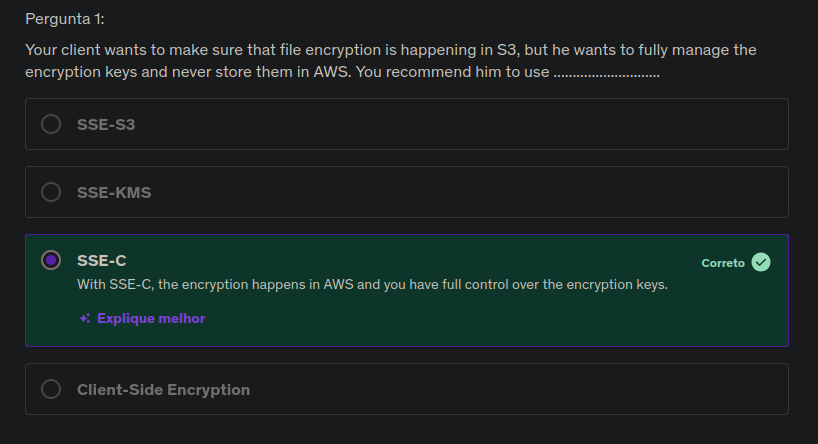 Pergunta 1:
Your client wants to make sure that file encryption is happening in S3, but he wants to fully manage the
encryption keys and never store them in AWS. You recommend him to use ............................
SSE-S3
SSE-KMS
SSE-C
Correto
With SSE-C, the encryption happens in AWS and you have full control over the encryption keys.
Explique melhor
Client-Side Encryption